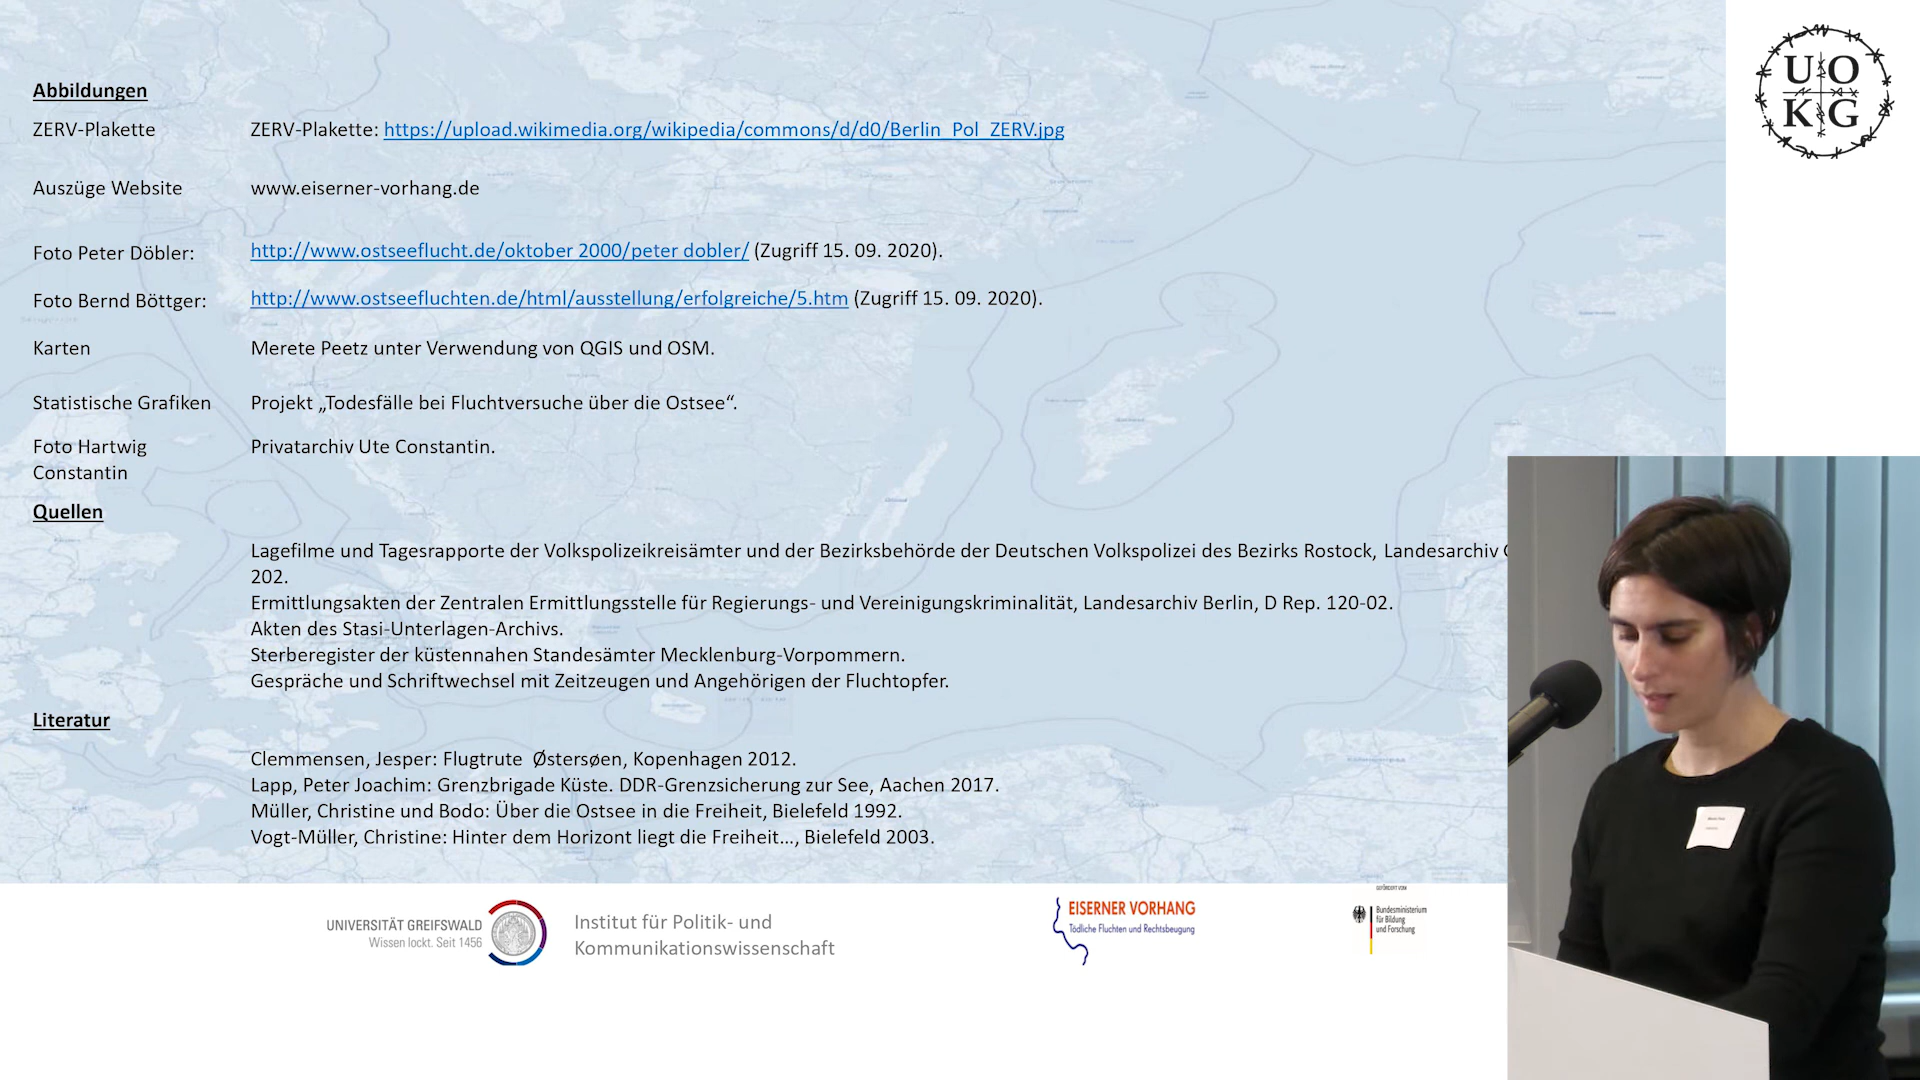 Abbildungen
ZERV-Plakette ZERV-Plakette: https://upload.wikimedia.org/wikipedia/commons/d/d0/Berlin_Pol_ZERV.jpg
Auszüge Website www.eiserner-vorhang.de
Foto Peter Döbler: http://www.ostseeflucht.de/oktober 2000/peter dobler/ (Zugriff 15. 09. 2020).
Foto Bernd Böttger: http://www.ostseefluchten.de/html/ausstellung/erfolgreiche/5.htm (Zugriff 15. 09. 2020).
Karten Merete Peetz unter Verwendung von QGIS und OSM.
Statistische Grafiken Projekt „Todesfälle bei Fluchtversuche über die Ostsee“.
Foto Hartwig Privatarchiv Ute Constantin.
Constantin
Quellen
Lagefilme und Tagesrapporte der Volkspolizeikreisämter und der Bezirksbehörde der Deutschen Volkspolizei des Bezirks Rostock, Landesarchiv
202.
Ermittlungsakten der Zentralen Ermittlungsstelle für Regierungs- und Vereinigungskriminalität, Landesarchiv Berlin, D Rep. 120-02.
Akten des Stasi-Unterlagen-Archivs.
Sterberegister der küstennahen Standesämter Mecklenburg-Vorpommern.
Gespräche und Schriftwechsel mit Zeitzeugen und Angehörigen der Fluchtopfer.
Literatur
Clemmensen, Jesper: Flugtrute Østersøen, Kopenhagen 2012.
Lapp, Peter Joachim: Grenzbrigade Küste. DDR-Grenzsicherung zur See, Aachen 2017.
Müller, Christine und Bodo: Über die Ostsee in die Freiheit, Bielefeld 1992.
Vogt-Müller, Christine: Hinter dem Horizont liegt die Freiheit…, Bielefeld 2003.
UNIVERSITÄT GREIFSWALD
Wissen lockt. Seit 1456
Institut für Politik- und
Kommunikationswissenschaft
EISERNER VORHANG
Tödliche Fluchten und Rechtsbeugung
GEFÖRDERT VOM
Bundesministerium
für Bildung
und Forschung
UO
KG